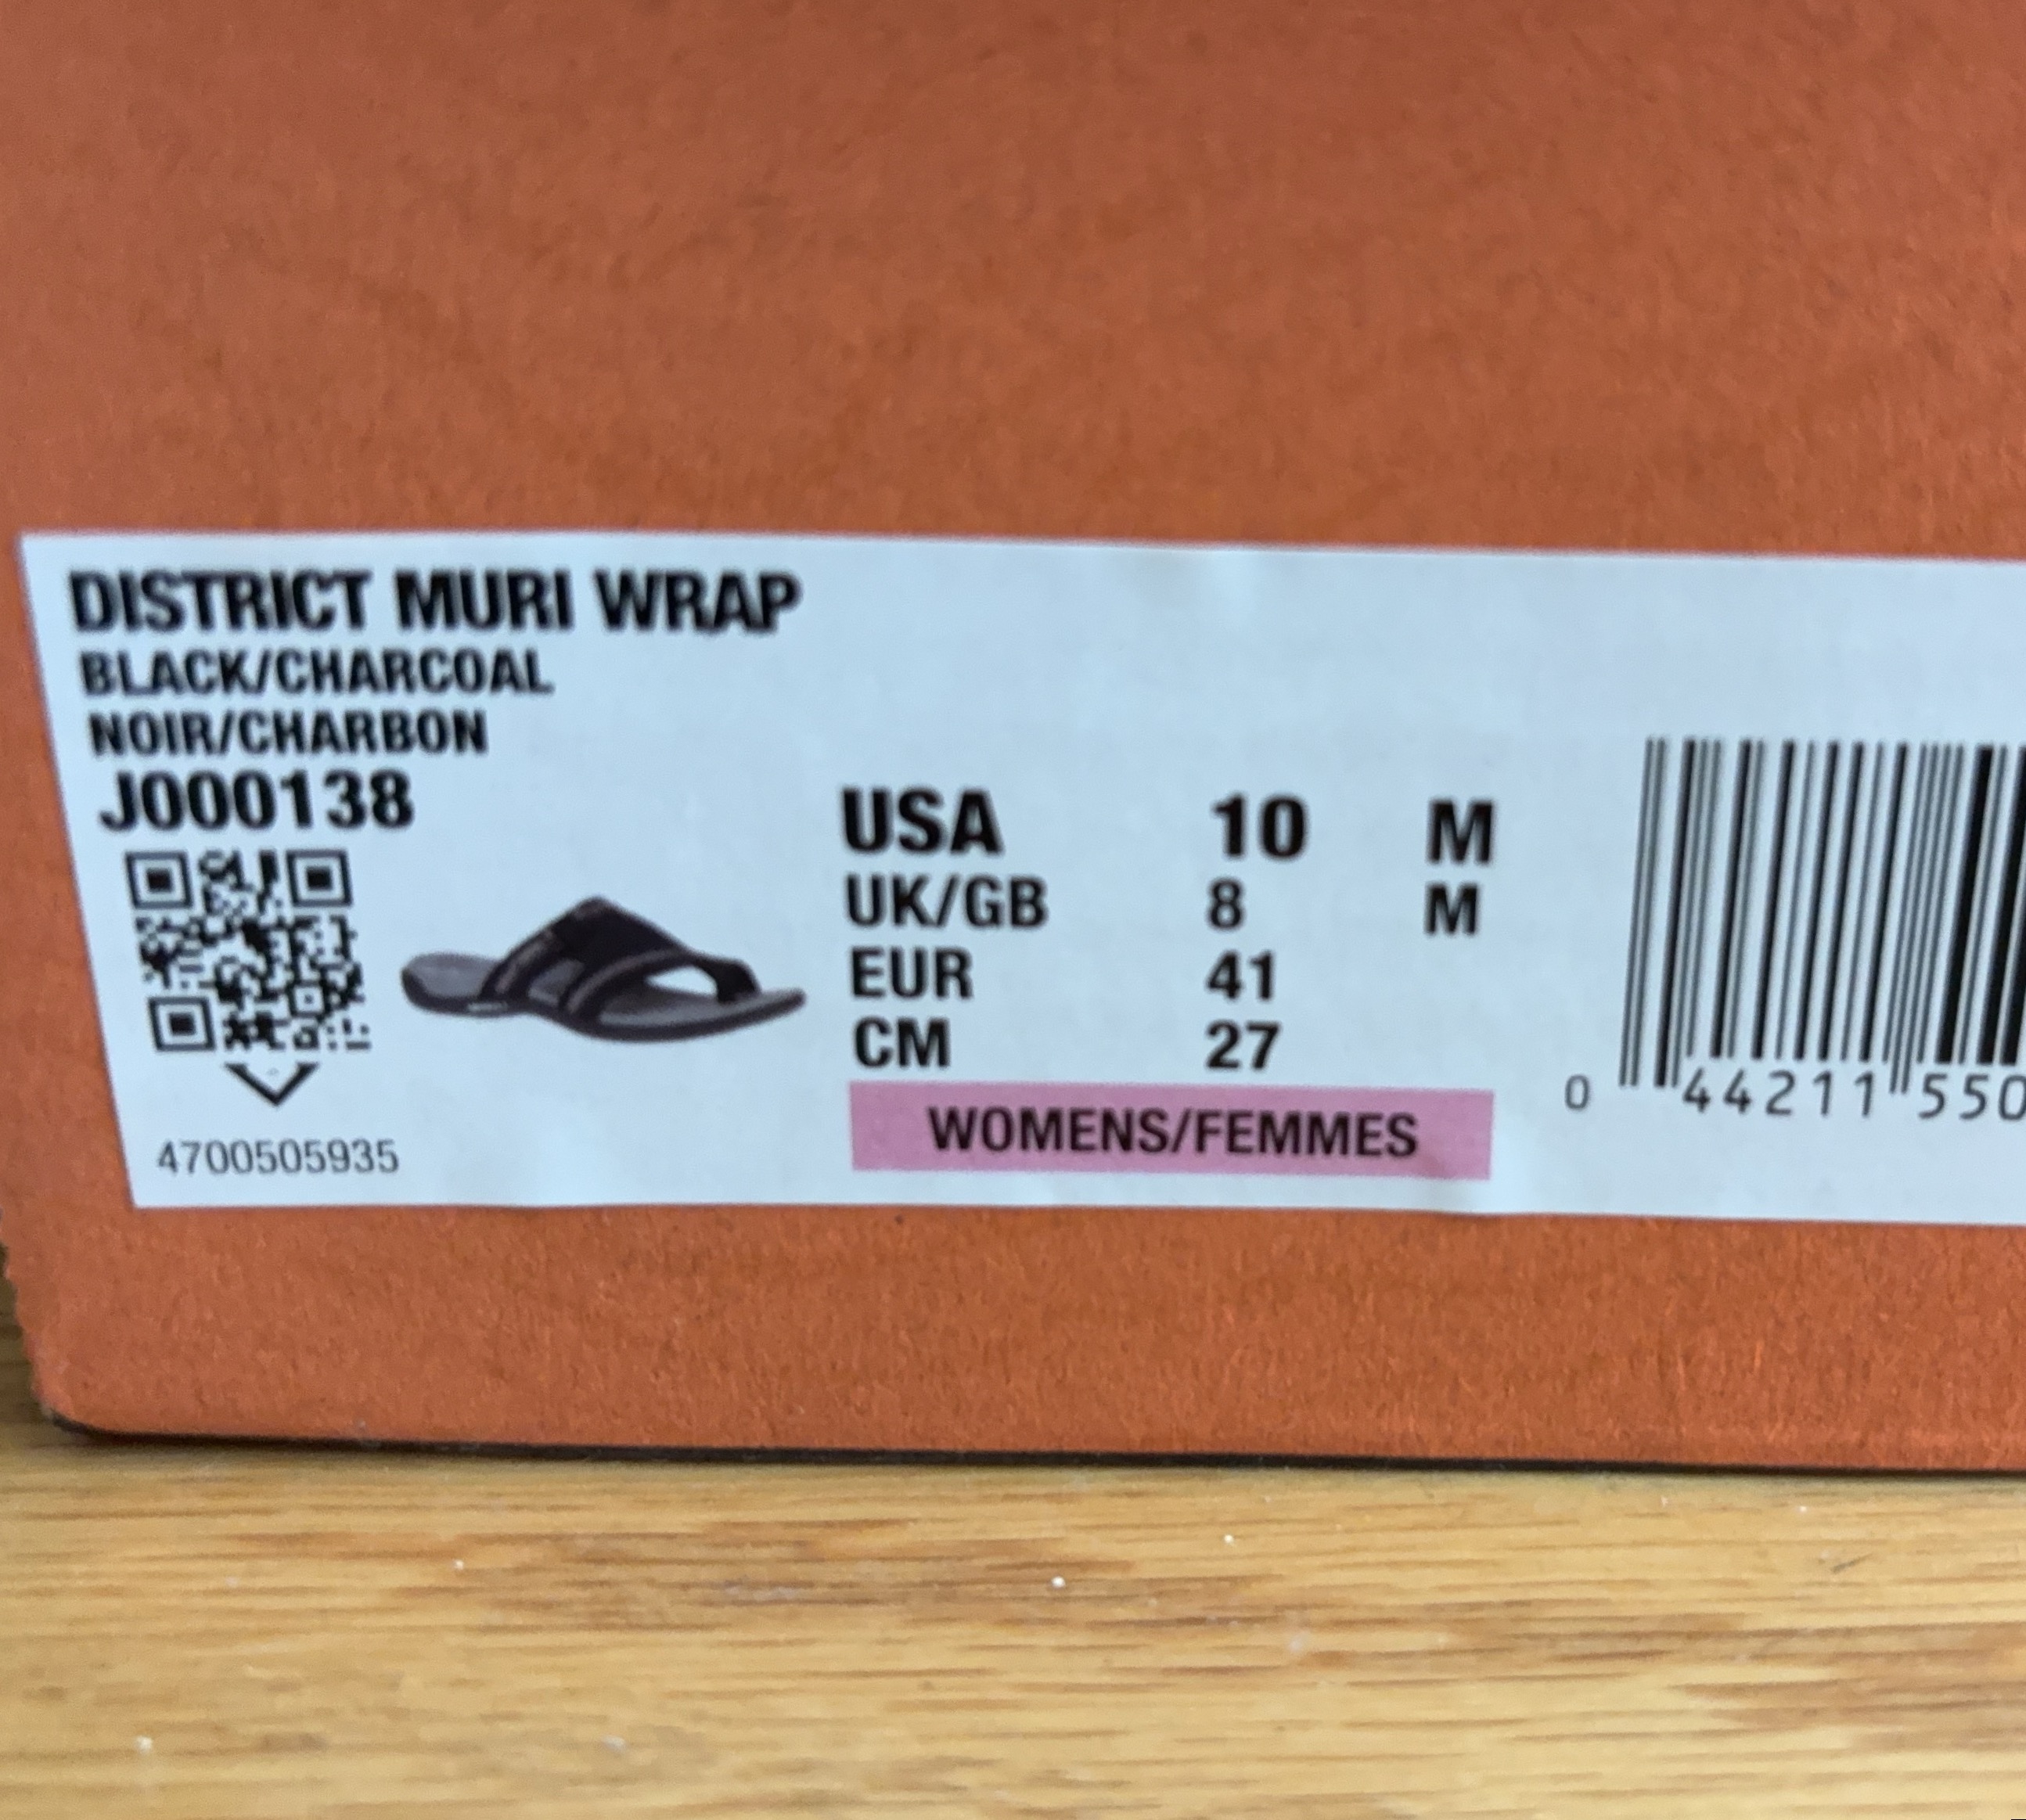 DISTRICT MURI WRAP
BLACK/CHARCOAL
NOIR/CHARBON
J000138
4700505935
USA 10 M
UK/GB 8 M
EUR 41
CM 27
WOMENS/FEMMES
0 44211 550